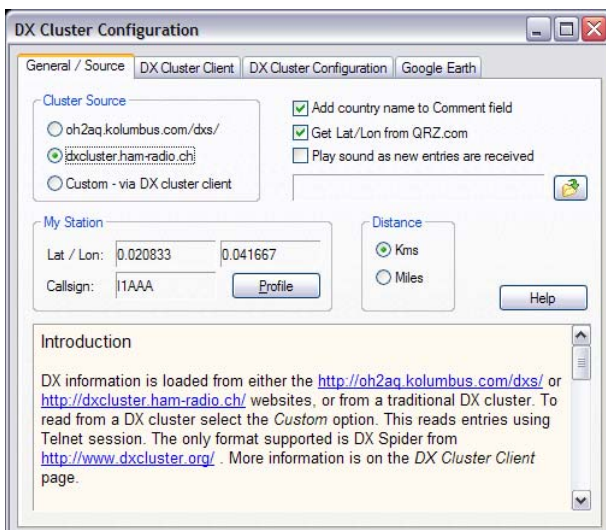 DX Cluster Configuration
General / Source DX Cluster Client DX Cluster Configuration Google Earth
Cluster Source
oh2aq.kolumbus.com/dxs/
dxcluster.ham-radio.ch
Custom - via DX cluster client
Add country name to Comment field
Get Lat/Lon from QRZ.com
Play sound as new entries are received
My Station
Lat / Lon: 0.020833 0.041667
Callsign: I1AAA Profile
Distance
Kms
Miles
Help
Introduction
DX information is loaded from either the http://oh2aq.kolumbus.com/dxs/ or
http://dxcluster.ham-radio.ch/ websites, or from a traditional DX cluster. To
read from a DX cluster select the Custom option. This reads entries using
Telnet session. The only format supported is DX Spider from
http://www.dxcluster.org/ . More information is on the DX Cluster Client
page.